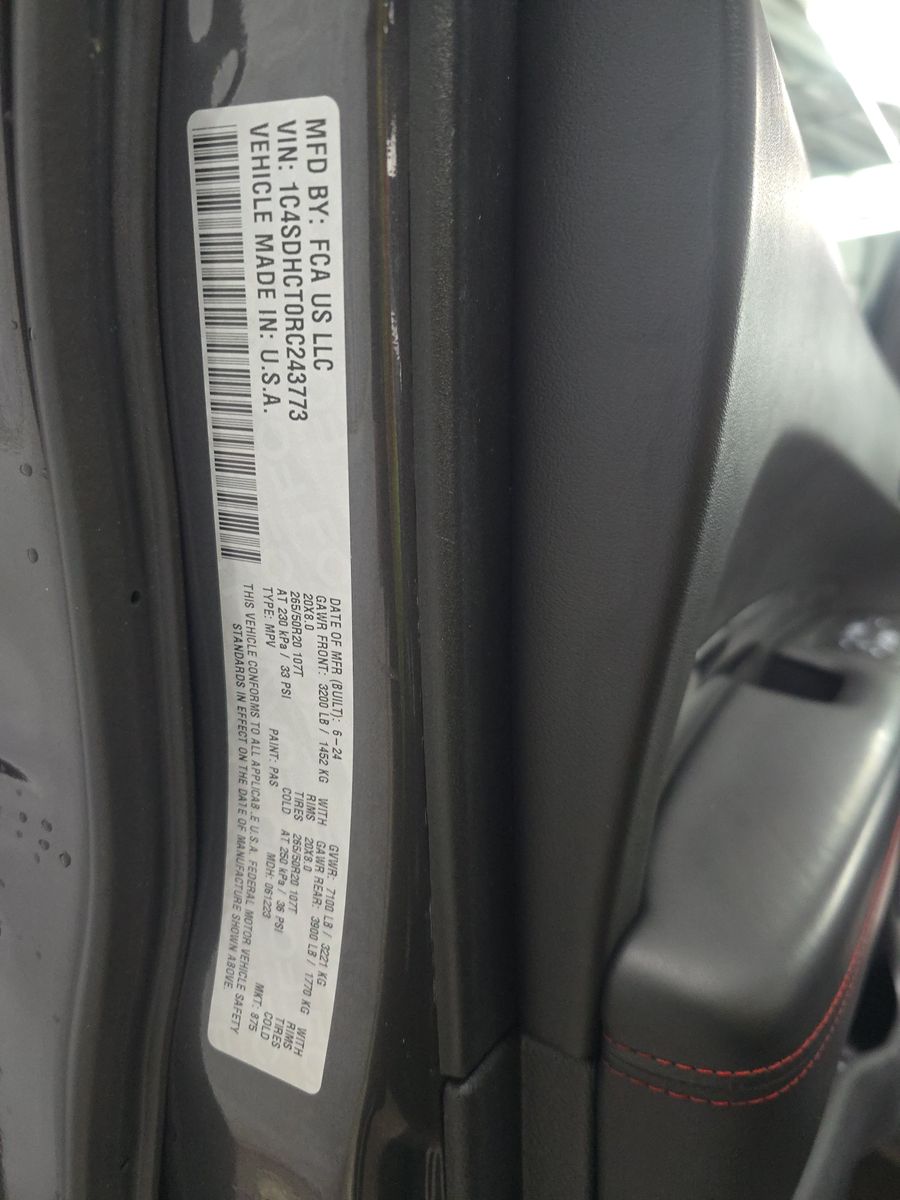 MFD BY: FCA US LLC
VIN: 1C4SDHCT0RC243773
VEHICLE MADE IN: U.S.A.
DATE OF MFR (BUILT): 6-24 GVWR: 7100 LB / 3221 KG
GAWR FRONT: 3200 LB / 1452 KG WITH GAWR REAR: 3900 LB / 1770 KG WITH
20X8.0 RIMS 20X8.0 RIMS
265/50R20 107T TIRES 265/50R20 107T TIRES
AT 230 kPa / 33 PSI COLD AT 250 kPa / 36 PSI COLD
TYPE: MPV PAINT: PAS MDH: 061223 MKT: 875
THIS VEHICLE CONFORMS TO ALL APPLICAB.E U.S.A. FEDERAL MOTOR VEHICLE SAFETY
STANDARDS IN EFFECT ON THE DATE OF MANUFACTURE SHOWN ABOVE.